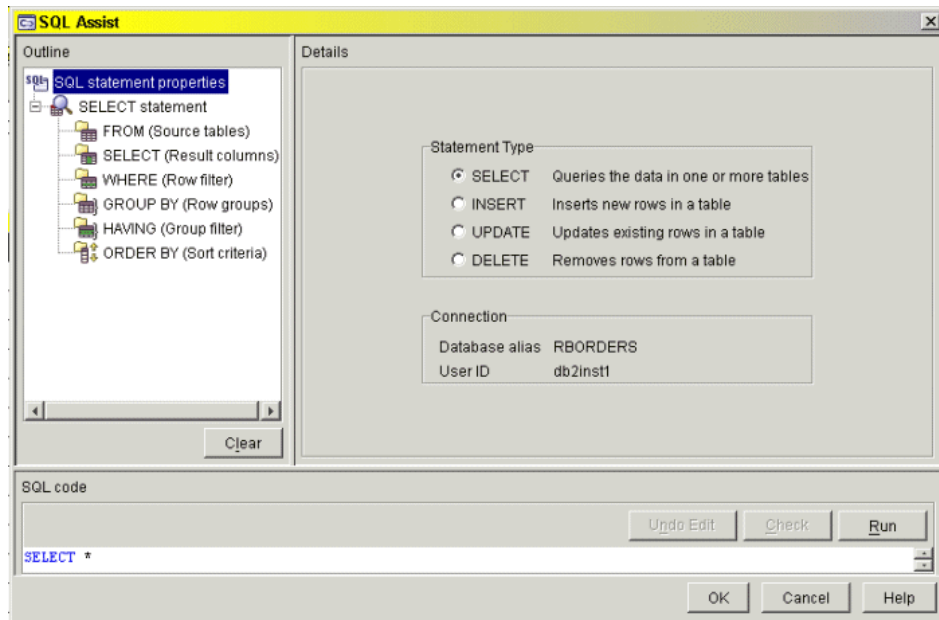 SQL Assist
Outline
SQL statement properties
SELECT statement
FROM (Source tables)
SELECT (Result columns)
WHERE (Row filter)
GROUP BY (Row groups)
HAVING (Group filter)
ORDER BY (Sort criteria)
Clear
Details
Statement Type
SELECT Queries the data in one or more tables
INSERT Inserts new rows in a table
UPDATE Updates existing rows in a table
DELETE Removes rows from a table
Connection
Database alias RBORDERS
User ID db2inst1
SQL code
Undo Edit Check Run
SELECT *
OK Cancel Help